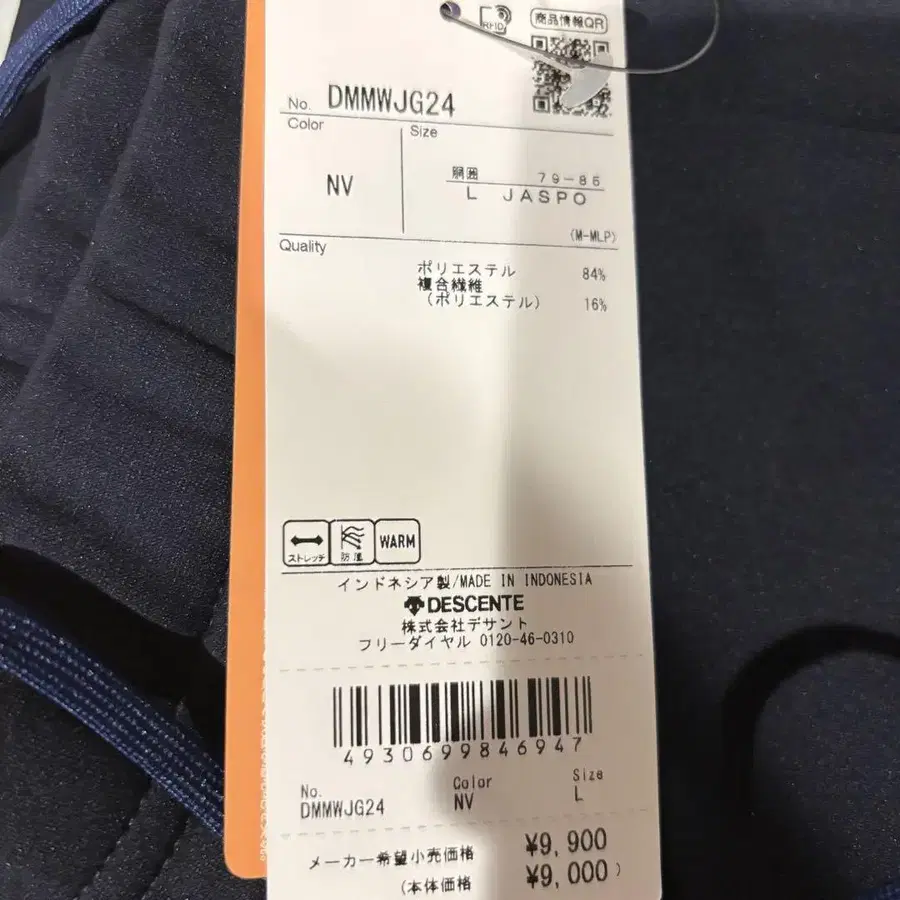 RFID
商品情報QR
No. DMMWJG24
Color
Size
NV
胴囲 79-85
L JASPO
(M-MLP)
Quality
ポリエステル 84%
複合繊維
(ポリエステル) 16%
ストレッチ
防風
WARM
インドネシア製/MADE IN INDONESIA
DESCENTE
株式会社デサント
フリーダイヤル 0120-46-0310
4930699846947
No. Color Size
DMMWJG24 NV L
メーカー希望小売価格 ¥9,900
(本体価格 ¥9,000)